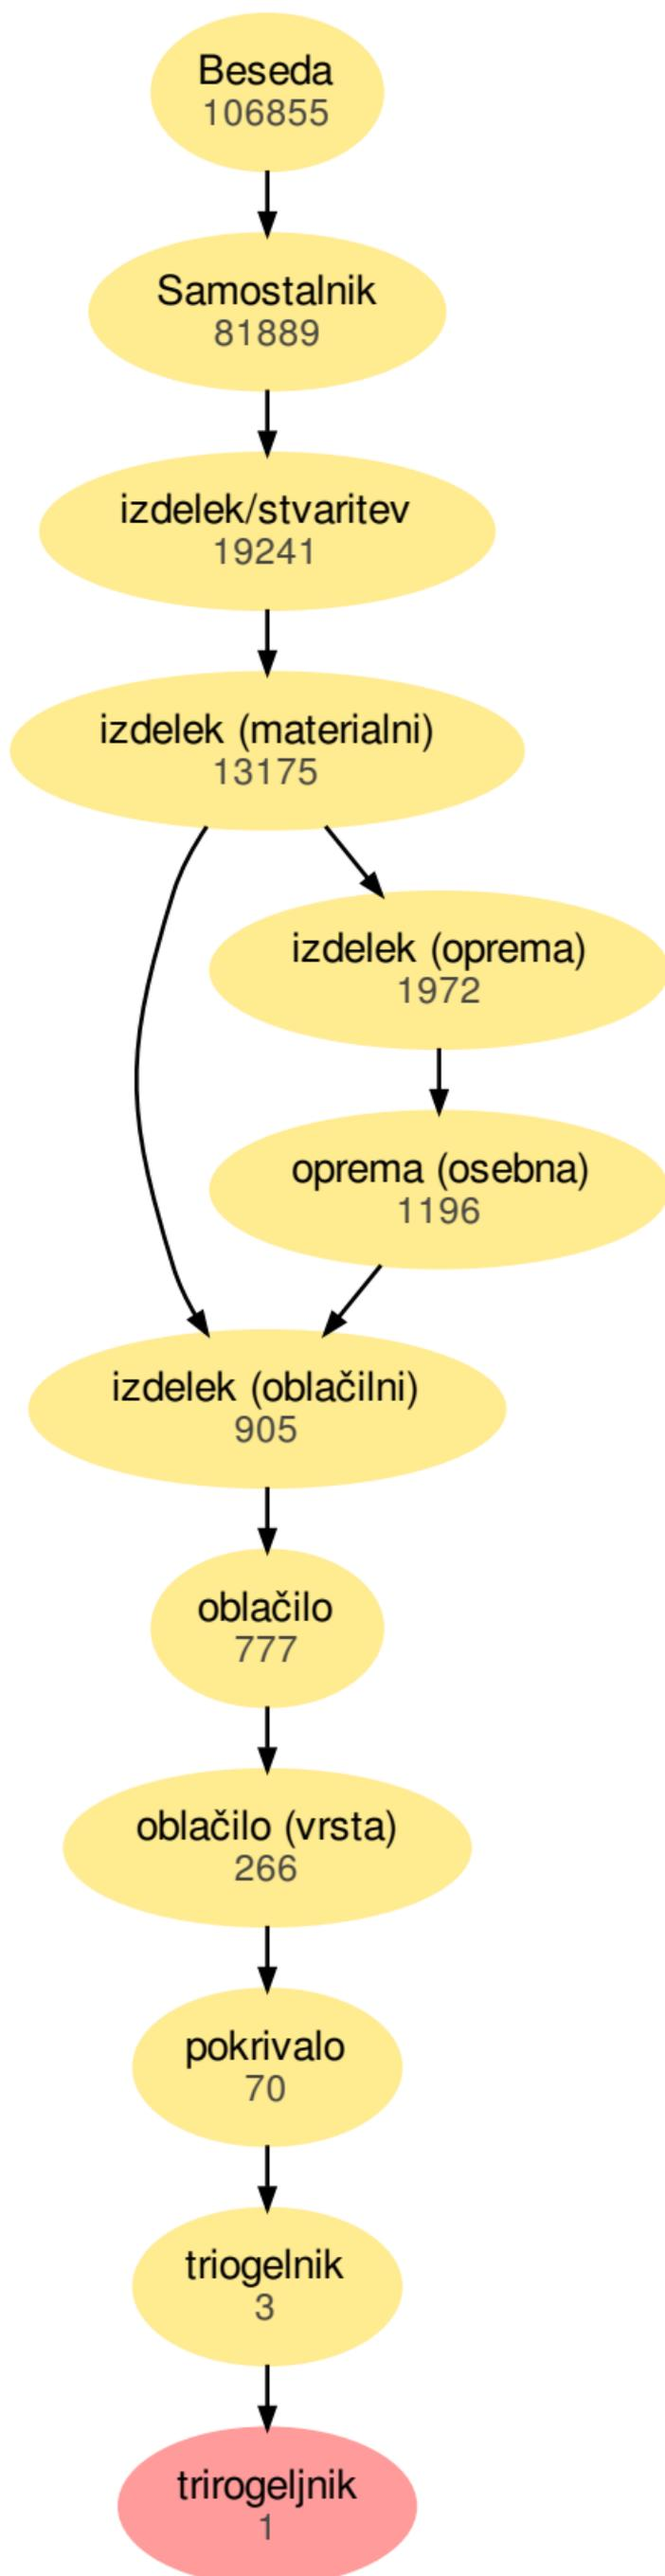 Beseda
106855
Samostalnik
81889
izdelek/stvaritev
19241
izdelek (materialni)
13175
izdelek (oprema)
1972
oprema (osebna)
1196
izdelek (oblačilni)
905
oblačilo
777
oblačilo (vrsta)
266
pokrivalo
70
triogelnik
3
trirogeljnik
1